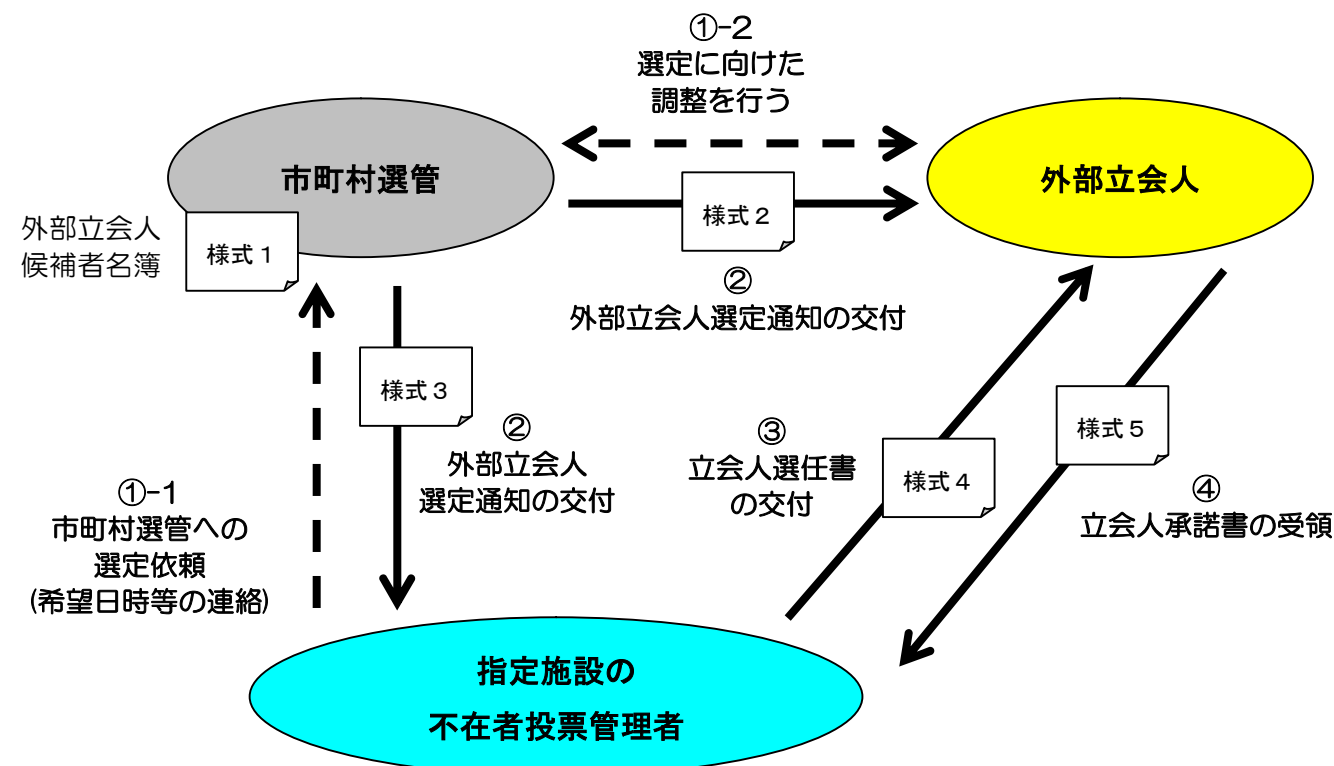 ①-2
選定に向けた
調整を行う
市町村選管
外部立会人
外部立会人
候補者名簿
様式１
様式２
②
外部立会人選定通知の交付
様式３
②
外部立会人
選定通知の交付
①-1
市町村選管への
選定依頼
(希望日時等の連絡)
③
立会人選任書
の交付
様式４
様式５
④
立会人承諾書の受領
指定施設の
不在者投票管理者